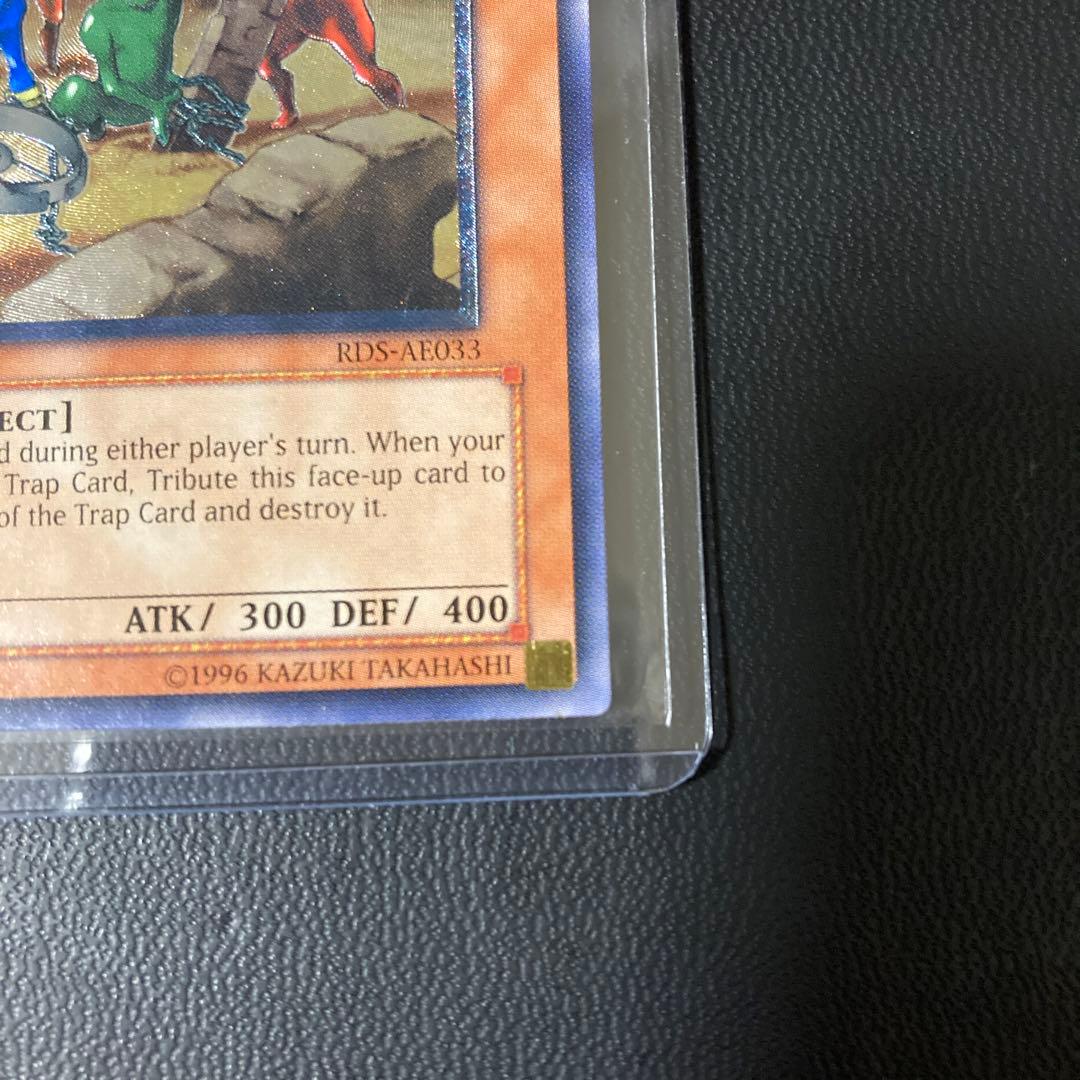 RDS-AE033
ECT]
d during either player's turn. When your
Trap Card, Tribute this face-up card to
of the Trap Card and destroy it.
ATK/ 300 DEF/ 400
©1996 KAZUKI TAKAHASHI